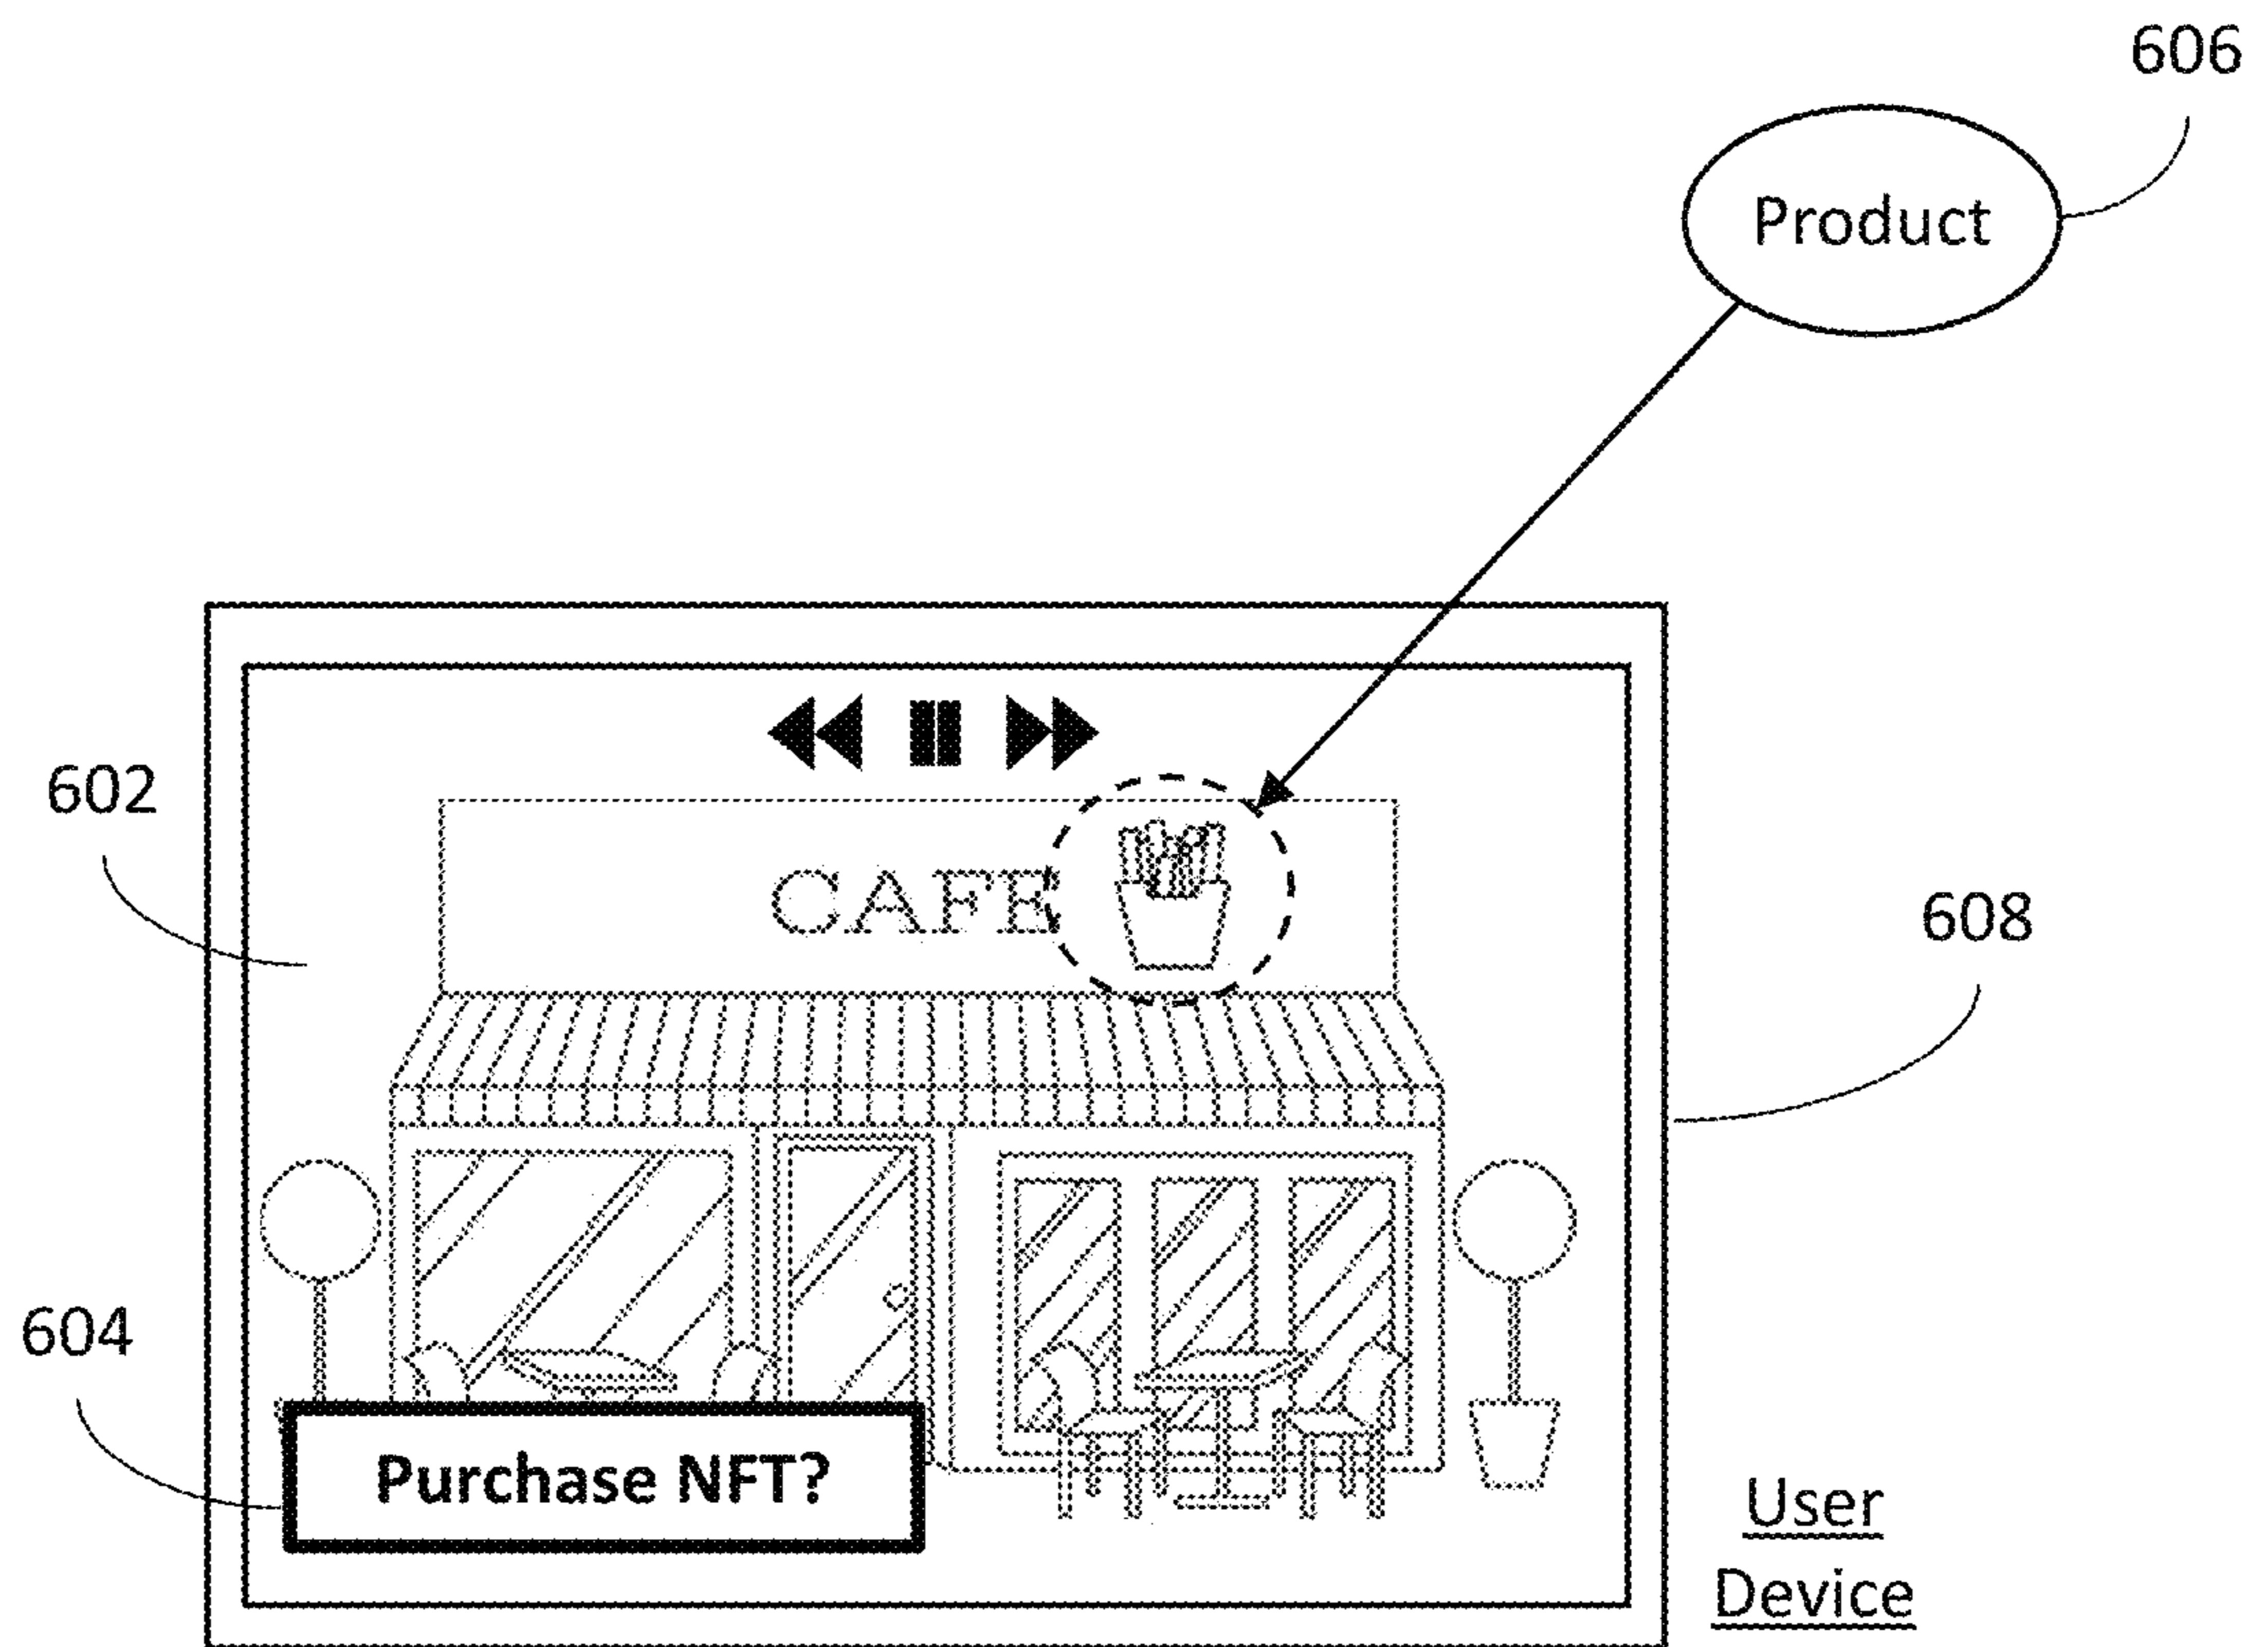 606
Product
602
CAFE
608
604
Purchase NFT?
User
Device